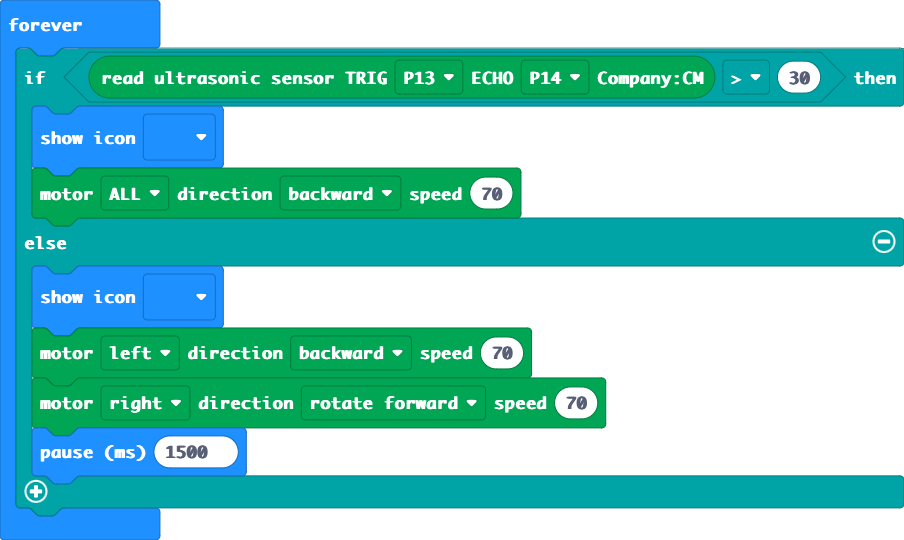 forever
if read ultrasonic sensor TRIG P13 ECHO P14 Company:CM > 30 then
show icon
motor ALL direction backward speed 70
else
show icon
motor left direction backward speed 70
motor right direction rotate forward speed 70
pause (ms) 1500